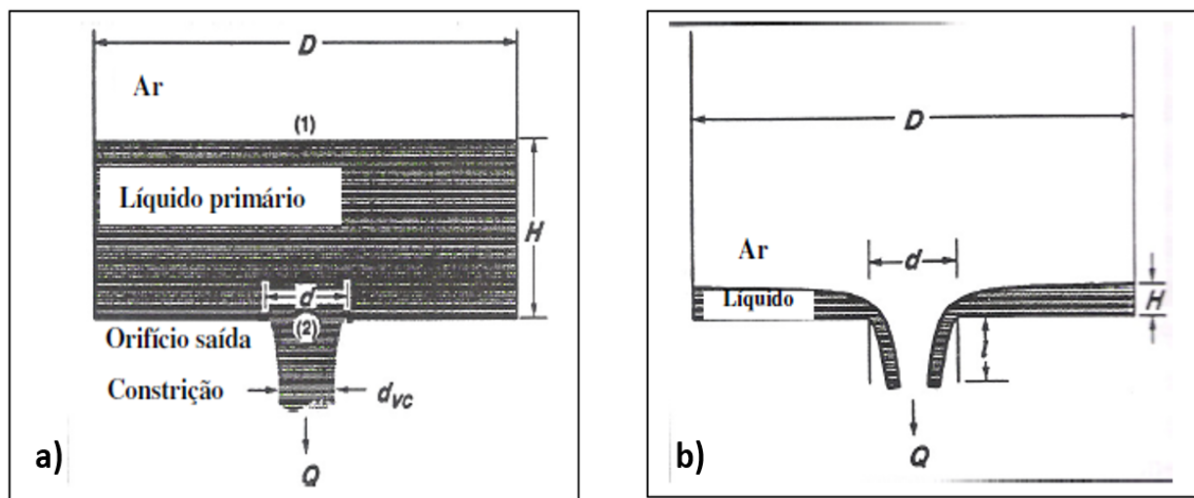 D
Ar
(1)
Líquido primário
H
d
(2)
Orifício saída
Constrição
d_VC
a)
Q
D
Ar
d
Líquido
H
l
b)
Q